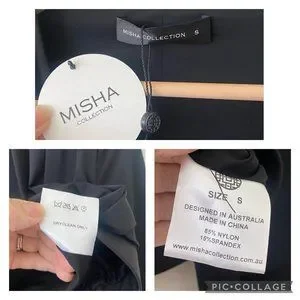 MISHA COLLECTION S
MISHA
COLLECTION
DRY CLEAN ONLY
SIZE S
DESIGNED IN AUSTRALIA
MADE IN CHINA
85% NYLON
15%SPANDEX
www.mishacollection.com.au
PIC•COLLAGE